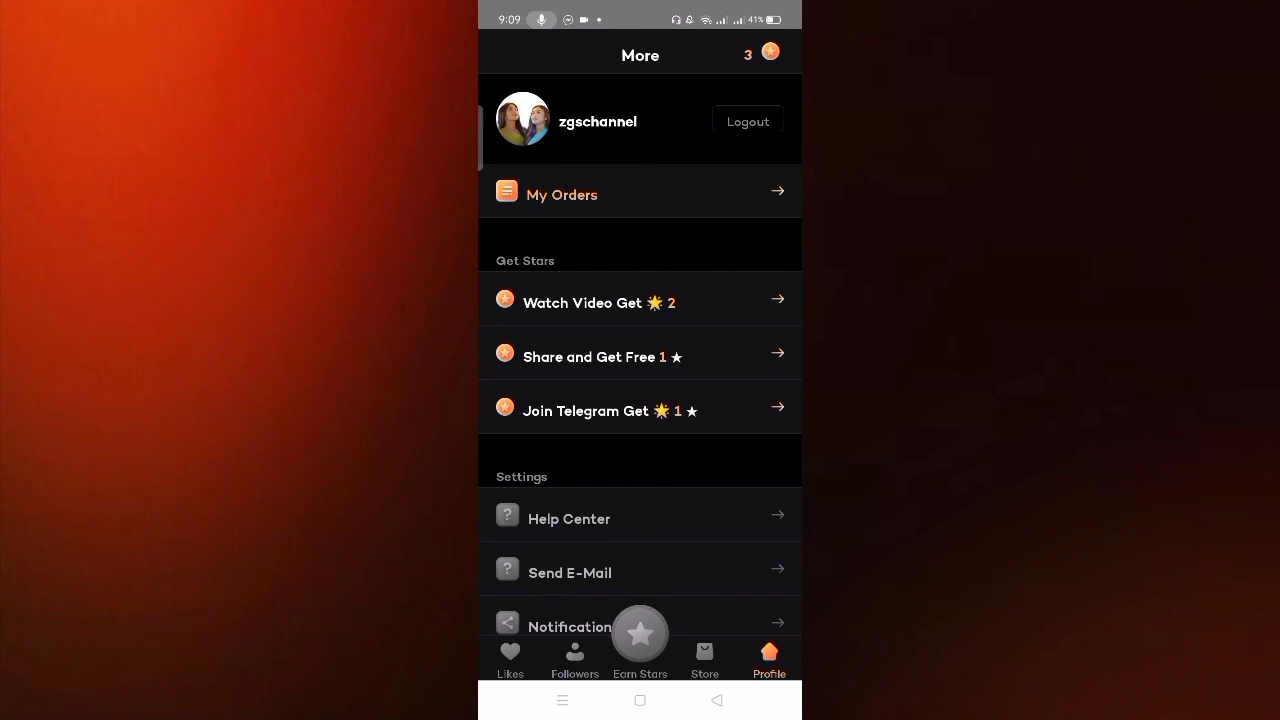 9:09 41%
More 3
zgschannel Logout
My Orders
Get Stars
Watch Video Get 🌟 2
Share and Get Free 1 ★
Join Telegram Get 🌟 1 ★
Settings
Help Center
Send E-Mail
Notification
Likes Followers Earn Stars Store Profile